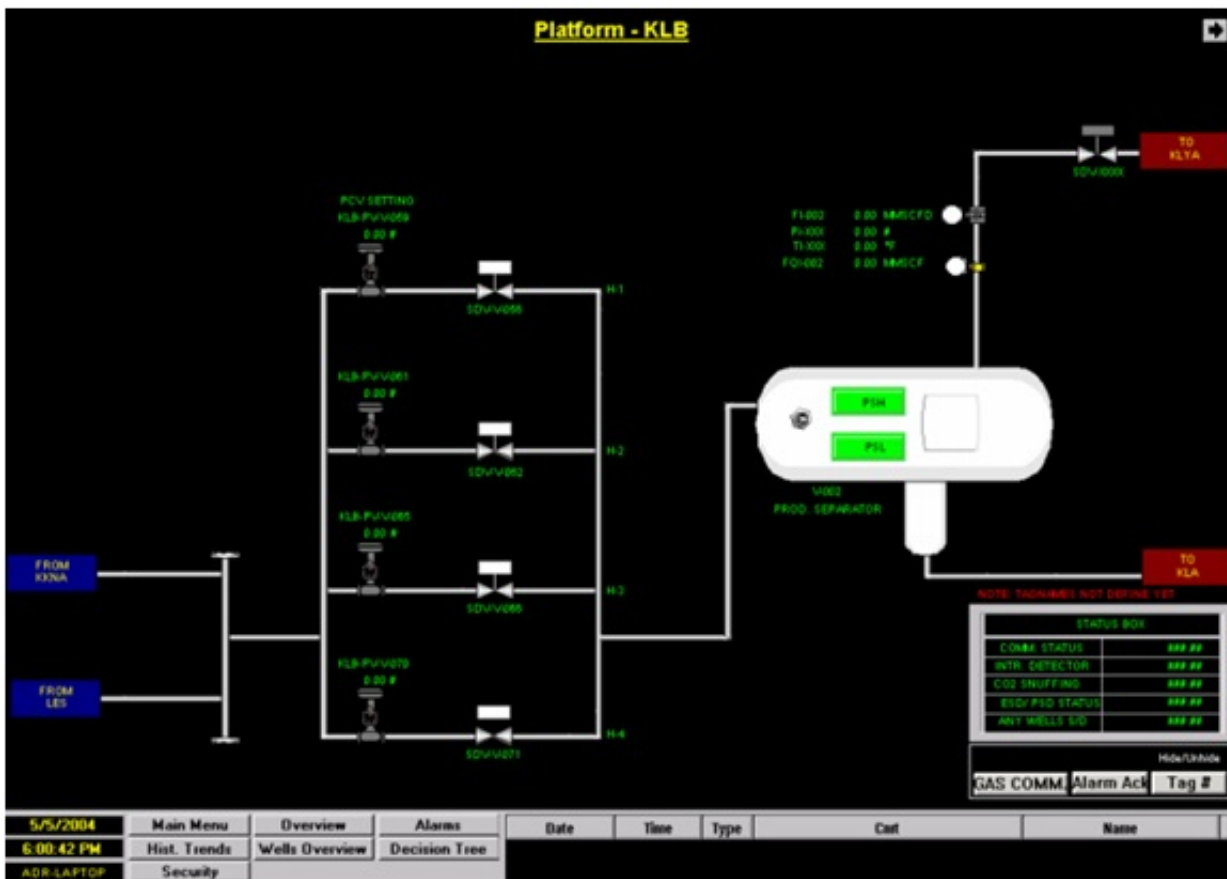 Platform - KLB
TO
KLYA
SDV-XXXX
PCV SETTING
KLB-PV-V059
0.00 #
FI-002 0.00 MMSCFD
PI-XXX 0.00 #
TI-XXX 0.00 °F
FQI-002 0.00 MMSCF
H-1
KLB-PV-V061
0.00 #
PSH
PSL
H-2
SDV-V062
V-002
PROD. SEPARATOR
KLB-PV-V065
0.00 #
FROM
KKNA
TO
KLA
H-3
SDV-V066
NOTE: TAGNAMES NOT DEFINE YET
STATUS BOX
COMM. STATUS ###.##
INTR. DETECTOR ###.##
CO2 SNUFFING ###.##
ESD/ PSD STATUS ###.##
ANY WELLS S/D ###.##
KLB-PV-V070
0.00 #
FROM
LES
H-4
SDV-V071
Hide/Unhide
GAS COMM. Alarm Ack Tag #
5/5/2004 Main Menu Overview Alarms Date Time Type Cmt Name
6:00:42 PM Hist. Trends Wells Overview Decision Tree
ADR-LAPTOP Security